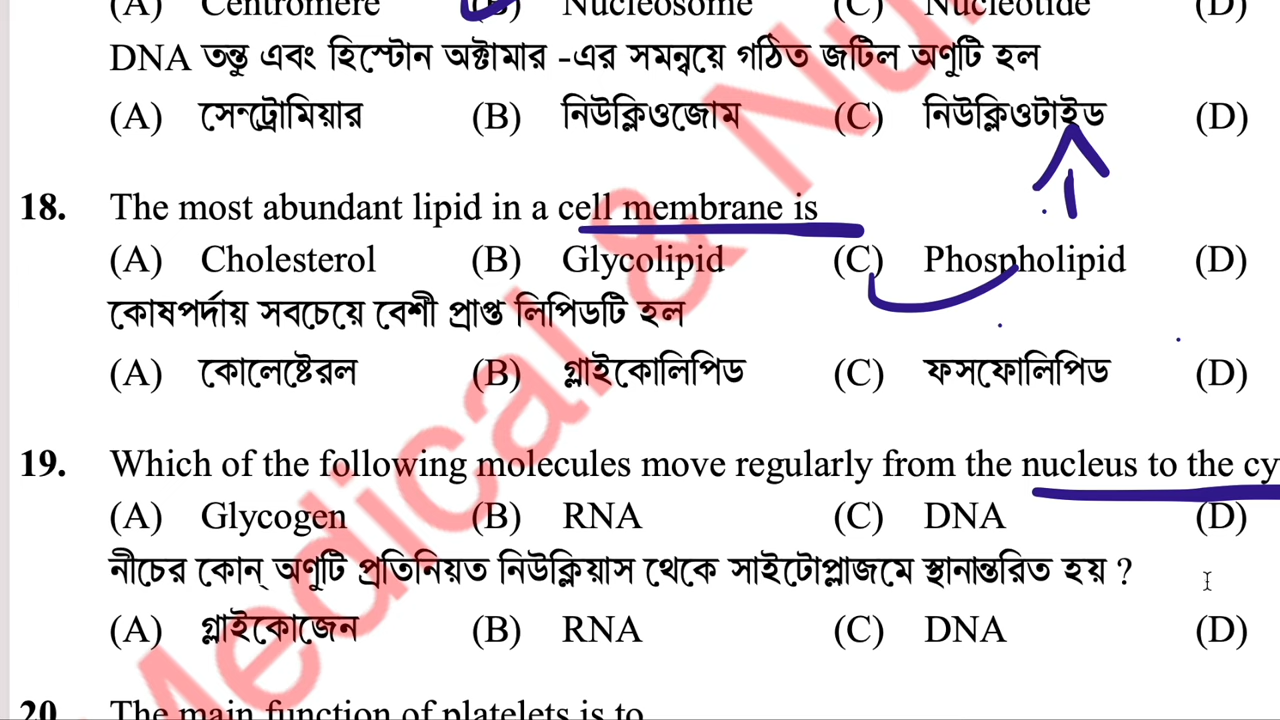 (A) Centromere (B) Nucleosome (C) Nucleotide (D)
DNA তন্তু এবং হিস্টোন অক্টামার -এর সমন্বয়ে গঠিত জটিল অণুটি হল
(A) সেন্ট্রোমিয়ার (B) নিউক্লিওজোম (C) নিউক্লিওটাইড (D)
18. The most abundant lipid in a cell membrane is
(A) Cholesterol (B) Glycolipid (C) Phospholipid (D)
কোষপর্দায় সবচেয়ে বেশী প্রাপ্ত লিপিডটি হল
(A) কোলেষ্টেরল (B) গ্লাইকোলিপিড (C) ফসফোলিপিড (D)
19. Which of the following molecules move regularly from the nucleus to the cy
(A) Glycogen (B) RNA (C) DNA (D)
নীচের কোন্ অণুটি প্রতিনিয়ত নিউক্লিয়াস থেকে সাইটোপ্লাজমে স্থানান্তরিত হয় ?
(A) গ্লাইকোজেন (B) RNA (C) DNA (D)
20. The main function of platelets is to
Medical & Nu